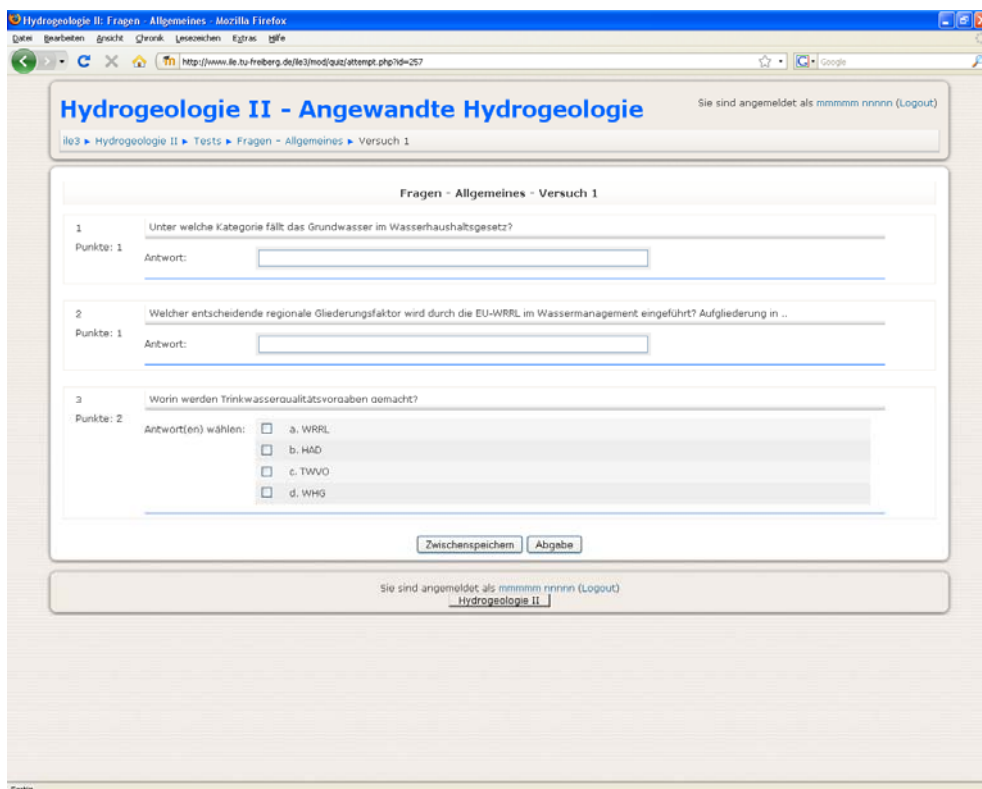 Hydrogeologie II: Fragen - Allgemeines - Mozilla Firefox
Datei Bearbeiten Ansicht Chronik Lesezeichen Extras Hilfe
http://www.ile.tu-freiberg.de/ile3/mod/quiz/attempt.php?id=257 Google
Hydrogeologie II - Angewandte Hydrogeologie
Sie sind angemeldet als mmmmm nnnnn (Logout)
ile3 ► Hydrogeologie II ► Tests ► Fragen - Allgemeines ► Versuch 1
Fragen - Allgemeines - Versuch 1
1 Unter welche Kategorie fällt das Grundwasser im Wasserhaushaltsgesetz?
Punkte: 1
Antwort:
2 Welcher entscheidende regionale Gliederungsfaktor wird durch die EU-WRRL im Wassermanagement eingeführt? Aufgliederung in ..
Punkte: 1
Antwort:
3 Worin werden Trinkwasserqualitätsvorgaben gemacht?
Punkte: 2
Antwort(en) wählen: a. WRRL
b. HAD
c. TWVO
d. WHG
Zwischenspeichern Abgabe
Sie sind angemeldet als mmmmm nnnnn (Logout)
Hydrogeologie II